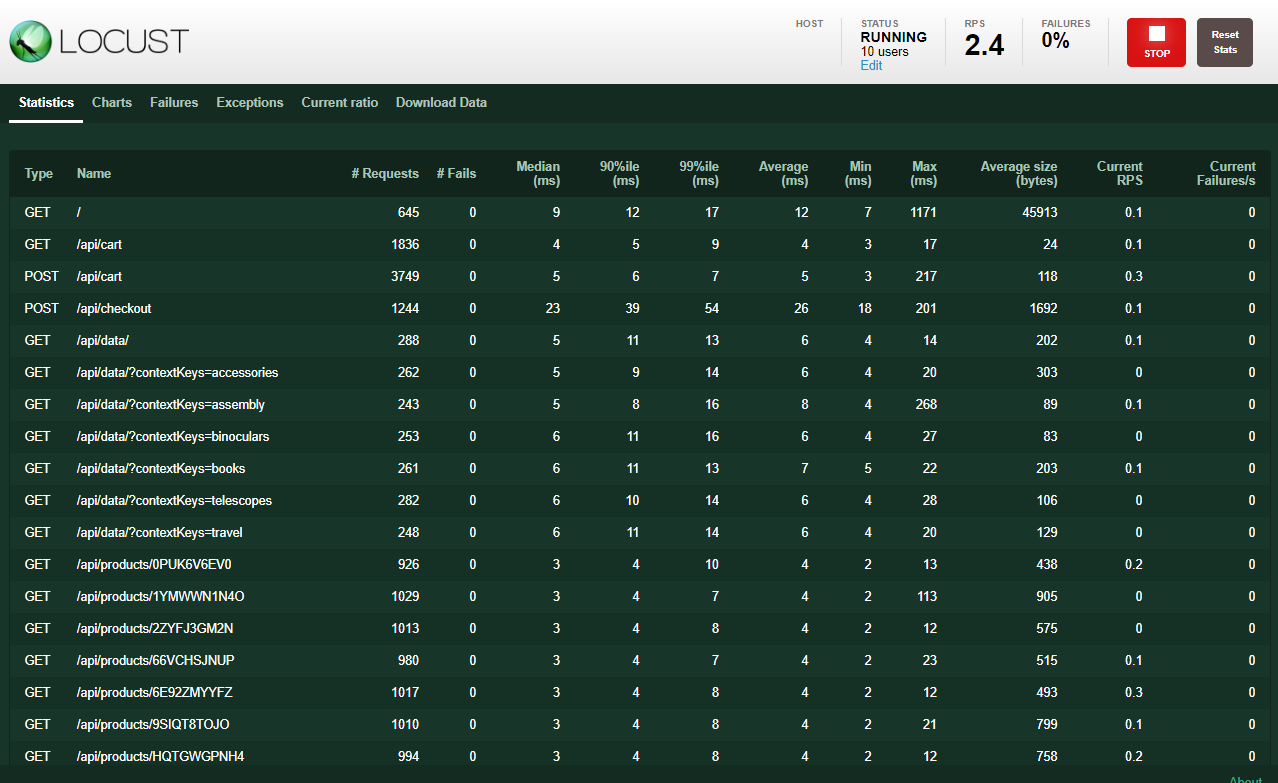 LOCUST
HOST
STATUS
RUNNING
10 users
Edit
RPS
2.4
FAILURES
0%
STOP
Reset
Stats
Statistics Charts Failures Exceptions Current ratio Download Data
Type Name # Requests # Fails Median (ms) 90%ile (ms) 99%ile (ms) Average (ms) Min (ms) Max (ms) Average size (bytes) Current RPS Current Failures/s
GET / 645 0 9 12 17 12 7 1171 45913 0.1 0
GET /api/cart 1836 0 4 5 9 4 3 17 24 0.1 0
POST /api/cart 3749 0 5 6 7 5 3 217 118 0.3 0
POST /api/checkout 1244 0 23 39 54 26 18 201 1692 0.1 0
GET /api/data/ 288 0 5 11 13 6 4 14 202 0.1 0
GET /api/data/?contextKeys=accessories 262 0 5 9 14 6 4 20 303 0 0
GET /api/data/?contextKeys=assembly 243 0 5 8 16 8 4 268 89 0.1 0
GET /api/data/?contextKeys=binoculars 253 0 6 11 16 6 4 27 83 0 0
GET /api/data/?contextKeys=books 261 0 6 11 13 7 5 22 203 0.1 0
GET /api/data/?contextKeys=telescopes 282 0 6 10 14 6 4 28 106 0 0
GET /api/data/?contextKeys=travel 248 0 6 11 14 6 4 20 129 0 0
GET /api/products/0PUK6V6EV0 926 0 3 4 10 4 2 13 438 0.2 0
GET /api/products/1YMWWN1N4O 1029 0 3 4 7 4 2 113 905 0 0
GET /api/products/2ZYFJ3GM2N 1013 0 3 4 8 4 2 12 575 0 0
GET /api/products/66VCHSJNUP 980 0 3 4 7 4 2 23 515 0.1 0
GET /api/products/6E92ZMYYFZ 1017 0 3 4 8 4 2 12 493 0.3 0
GET /api/products/9SIQT8TOJO 1010 0 3 4 8 4 2 21 799 0.1 0
GET /api/products/HQTGWGPNH4 994 0 3 4 8 4 2 12 758 0.2 0
About